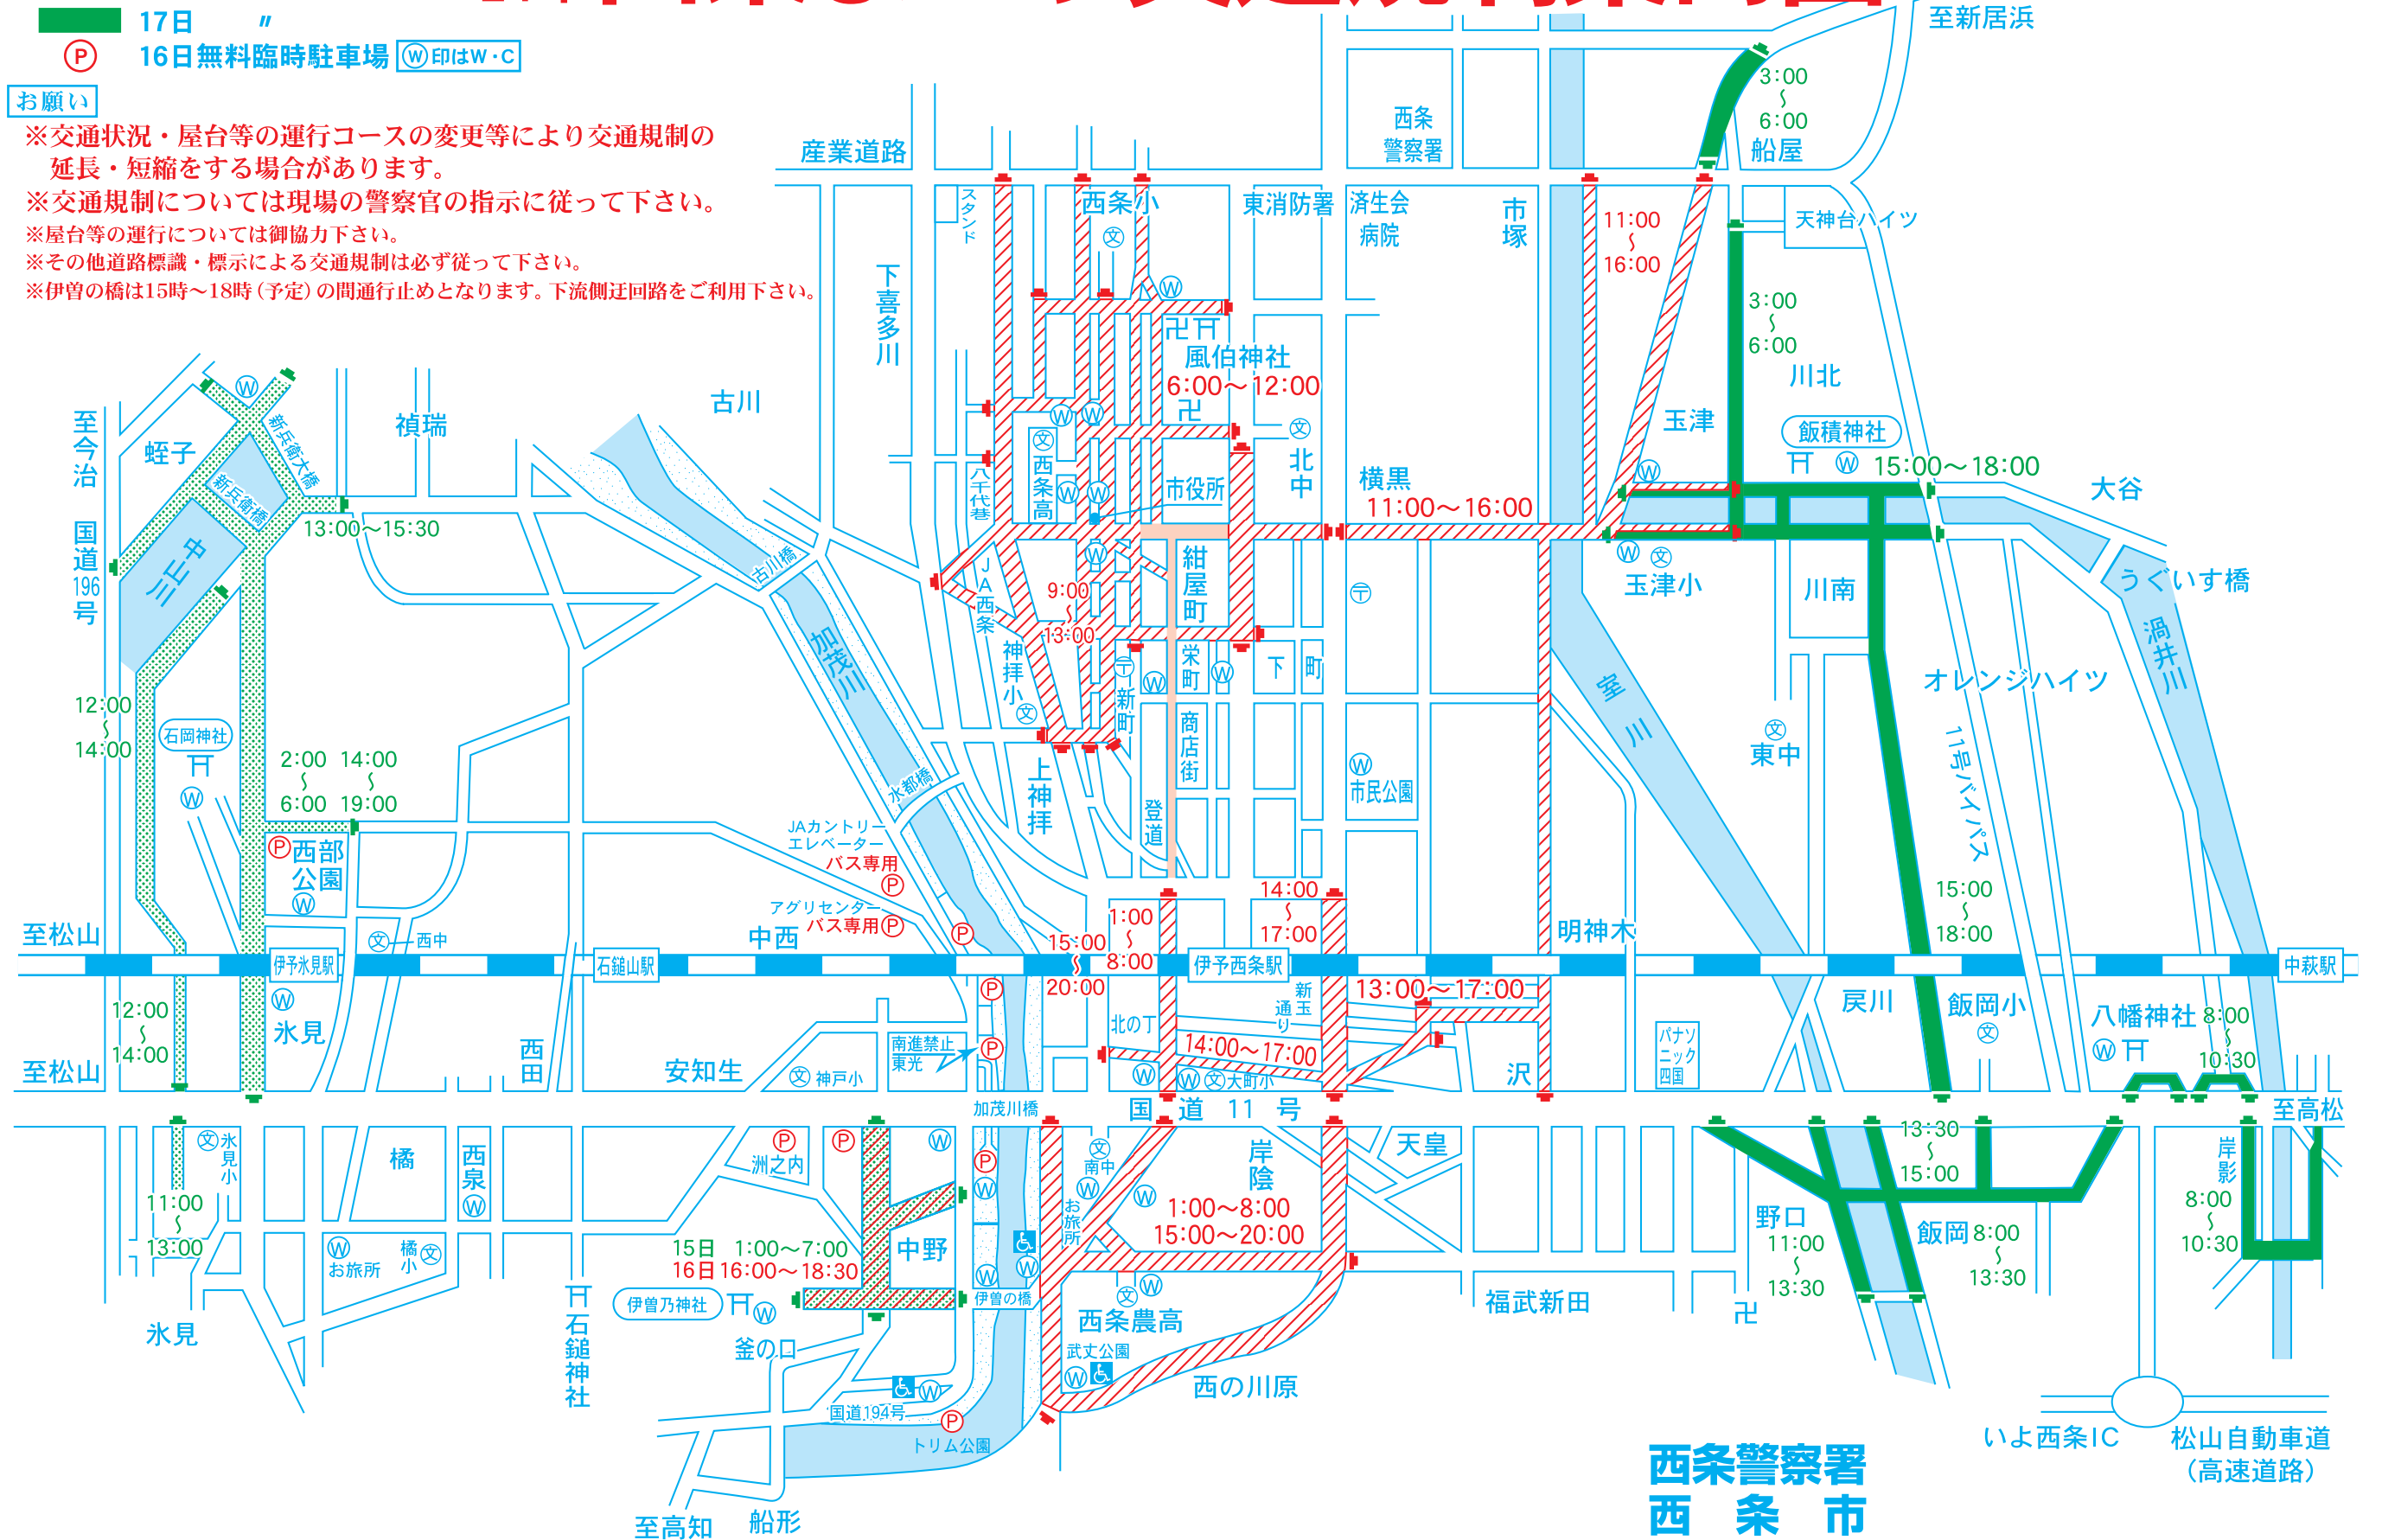 17日 〃
Ⓟ 16日無料臨時駐車場 Ⓦ印はW・C
お願い
※交通状況・屋台等の運行コースの変更等により交通規制の
延長・短縮をする場合があります。
※交通規制については現場の警察官の指示に従って下さい。
※屋台等の運行については御協力下さい。
※その他道路標識・標示による交通規制は必ず従って下さい。
※伊曽の橋は15時～18時（予定）の間通行止めとなります。下流側迂回路をご利用下さい。
至新居浜
3:00
～
6:00
船屋
産業道路
西条
警察署
スタンド
西条小
文
東消防署
済生会
病院
市塚
11:00
～
16:00
天神台ハイツ
下喜多川
3:00
～
6:00
川北
卍
風伯神社
6:00～12:00
卍
文
北中
古川
玉津
飯積神社
15:00～18:00
大谷
至今治
国道196号
蛭子
新兵衛大橋
新兵衛橋
禎瑞
13:00～15:30
中山川
八千代巷
文
西条高
市役所
横黒
11:00～16:00
古川橋
JA西条
9:00
～
13:00
紺屋町
玉津小
文
川南
うぐいす橋
渦井川
加茂川
神拝小
文
新町
栄町
下町
室川
オレンジハイツ
11号バイパス
12:00
～
14:00
石岡神社
2:00
～
6:00
14:00
～
19:00
商店街
文
東中
上神拝
水都橋
登道
市民公園
西部
公園
JAカントリー
エレベーター
バス専用
アグリセンター
バス専用
15:00
～
18:00
至松山
文
西中
中西
15:00
～
20:00
1:00
～
8:00
14:00
～
17:00
明神木
伊予氷見駅
石鎚山駅
伊予西条駅
中萩駅
12:00
～
14:00
氷見
西田
北の丁
新玉通り
13:00～17:00
戻川
飯岡小
文
八幡神社
8:00
～
10:30
南進禁止
東光
14:00～17:00
パナソ
ニック
四国
至松山
安知生
文
神戸小
文
大町小
沢
加茂川橋
国道11号
至高松
文
氷見小
橘
西泉
洲之内
文
南中
岸陰
天皇
13:30
～
15:00
岸影
11:00
～
13:00
お旅所
1:00～8:00
15:00～20:00
野口
11:00
～
13:30
飯岡
8:00
～
13:30
8:00
～
10:30
お旅所
橘小
文
15日 1:00～7:00
16日 16:00～18:30
中野
伊曽乃神社
伊曽の橋
文
西条農高
福武新田
卍
氷見
石鎚神社
釜の口
武丈公園
西の川原
国道194号
トリム公園
いよ西条IC
松山自動車道
（高速道路）
西条警察署
西条市
至高知
船形